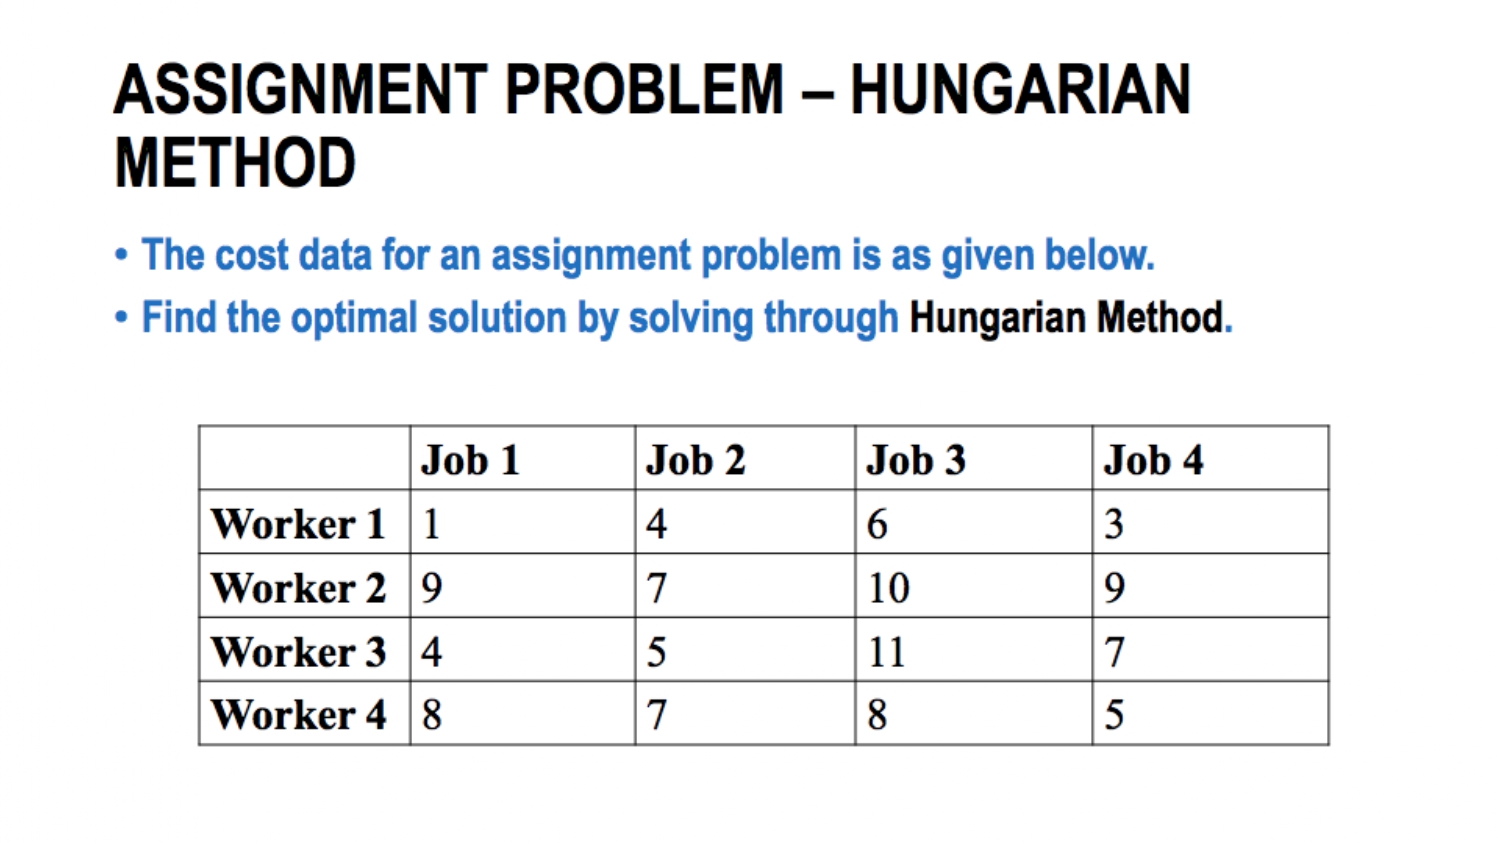 ASSIGNMENT PROBLEM – HUNGARIAN
METHOD
• The cost data for an assignment problem is as given below.
• Find the optimal solution by solving through Hungarian Method.
Job 1 Job 2 Job 3 Job 4
Worker 1 1 4 6 3
Worker 2 9 7 10 9
Worker 3 4 5 11 7
Worker 4 8 7 8 5